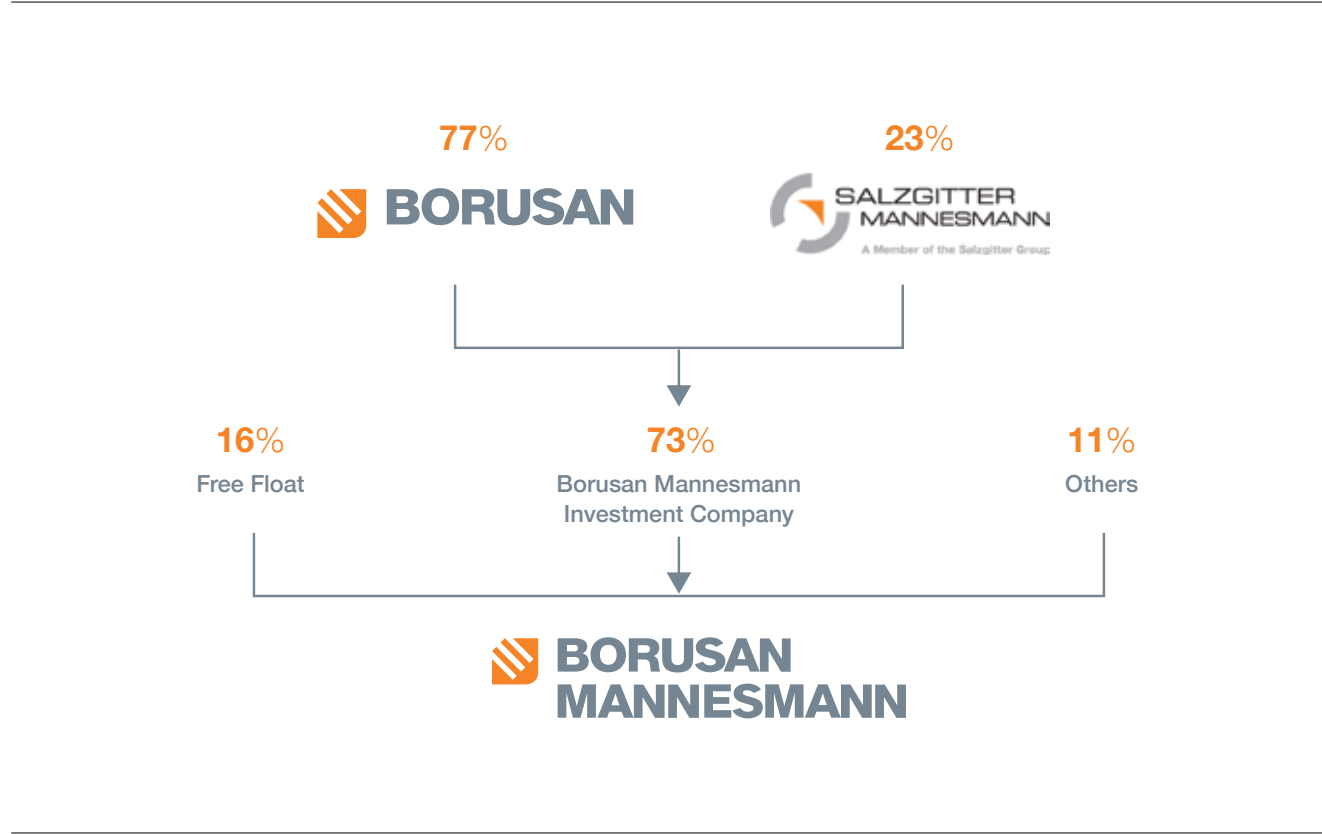 77%
23%
BORUSAN
SALZGITTER
MANNESMANN
A Member of the Salzgitter Group
16%
73%
11%
Free Float
Borusan Mannesmann
Investment Company
Others
BORUSAN
MANNESMANN